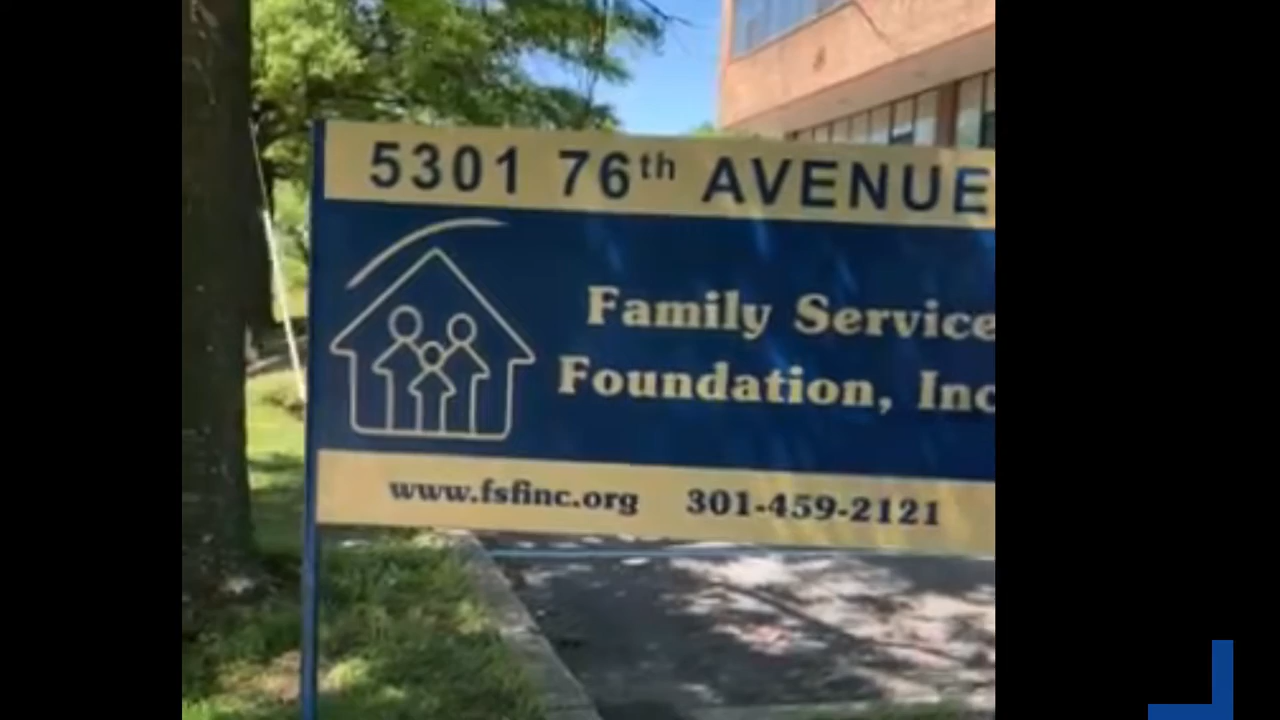 5301 76th AVENUE
Family Service
Foundation, Inc
www.fsfinc.org 301-459-2121